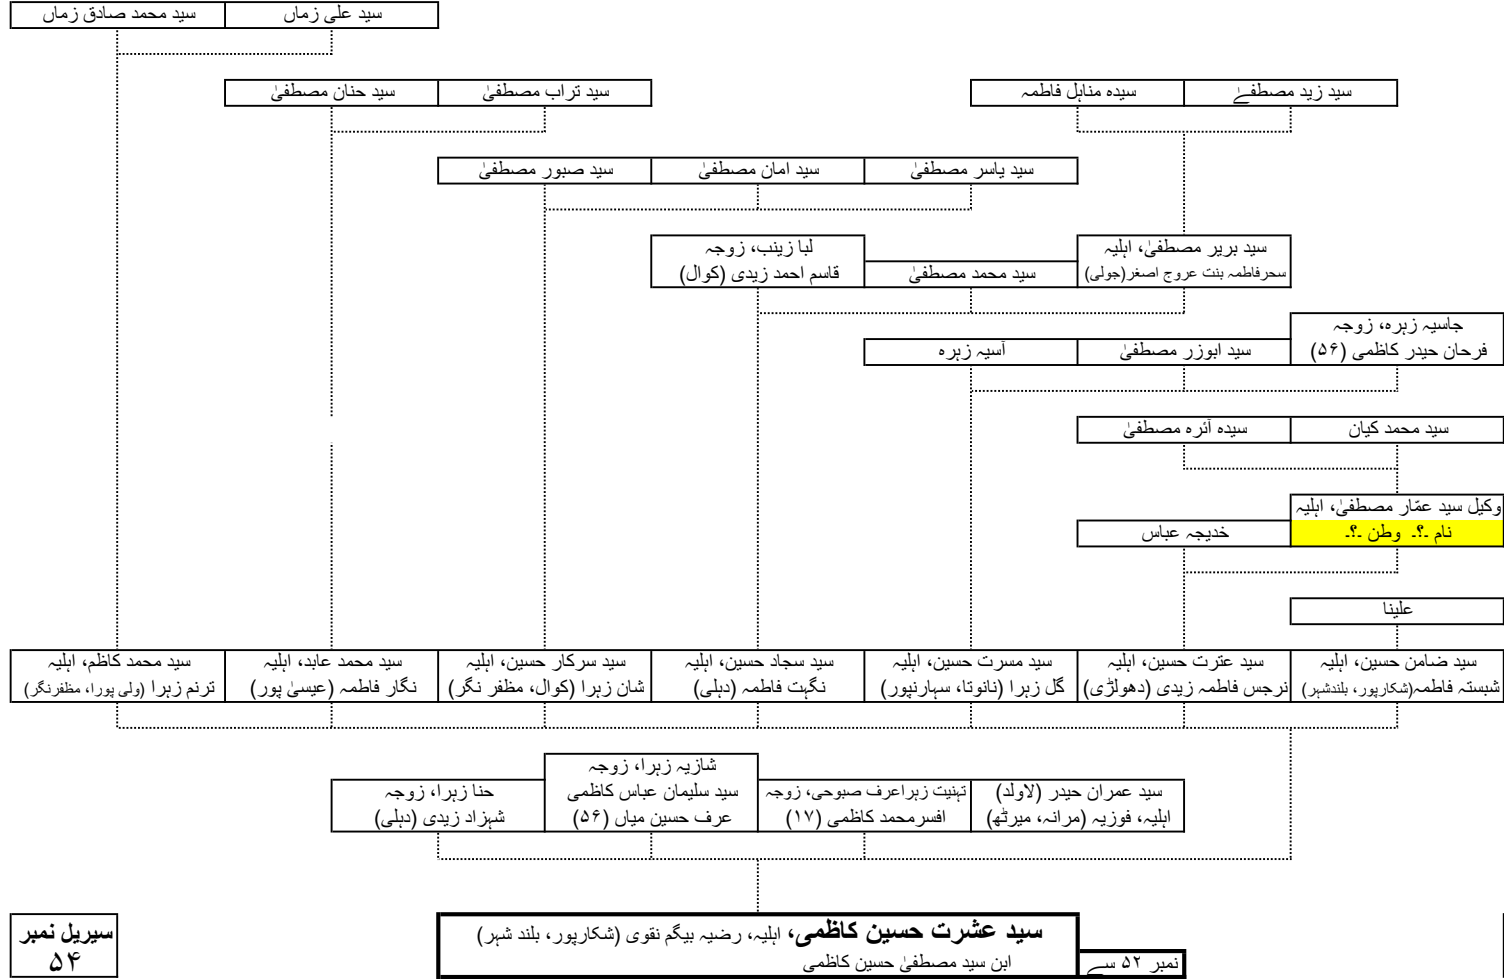 سید علی زماں
سید محمد صادق زماں
سید زید مصطفےٰ
سیدہ مناہل فاطمہ
سید تراب مصطفیٰ
سید حنان مصطفیٰ
سید یاسر مصطفیٰ
سید امان مصطفیٰ
سید صبور مصطفیٰ
سید بریر مصطفیٰ، اہلیہ
سحرفاطمہ بنت عروج اصغر(جولی)
سید محمد مصطفیٰ
لبا زینب، زوجہ
قاسم احمد زیدی (کوال)
جاسیہ زہرہ، زوجہ
فرحان حیدر کاظمی (۵۶)
سید ابوزر مصطفیٰ
آسیہ زہرہ
سید محمد کیان
سیدہ آئرہ مصطفیٰ
وکیل سید عمّار مصطفیٰ، اہلیہ
نام ۔؟۔ وطن ۔؟۔
خدیجہ عباس
علینا
سید ضامن حسین، اہلیہ
شبستہ فاطمہ(شکارپور، بلندشہر)
سید عترت حسین، اہلیہ
نرجس فاطمہ زیدی (دھولڑی)
سید مسرت حسین، اہلیہ
گل زہرا (نانوتا، سہارنپور)
سید سجاد حسین، اہلیہ
نگہت فاطمہ (دہلی)
سید سرکار حسین، اہلیہ
شان زہرا (کوال، مظفر نگر)
سید محمد عابد، اہلیہ
نگار فاطمہ (عیسیٰ پور)
سید محمد کاظم، اہلیہ
ترنم زہرا (ولی پورا، مظفرنگر)
سید عمران حیدر (لاولد)
اہلیہ، فوزیہ (مرانہ، میرٹھ)
تہنیت زہراعرف صبوحی، زوجہ
افسرمحمد کاظمی (۱۷)
شازیہ زہرا، زوجہ
سید سلیمان عباس کاظمی
عرف حسین میاں (۵۶)
حنا زہرا، زوجہ
شہزاد زیدی (دہلی)
سید عشرت حسین کاظمی، اہلیہ، رضیہ بیگم نقوی (شکارپور، بلند شہر)
ابن سید مصطفیٰ حسین کاظمی
نمبر ۵۲ سے
سیریل نمبر
۵۴